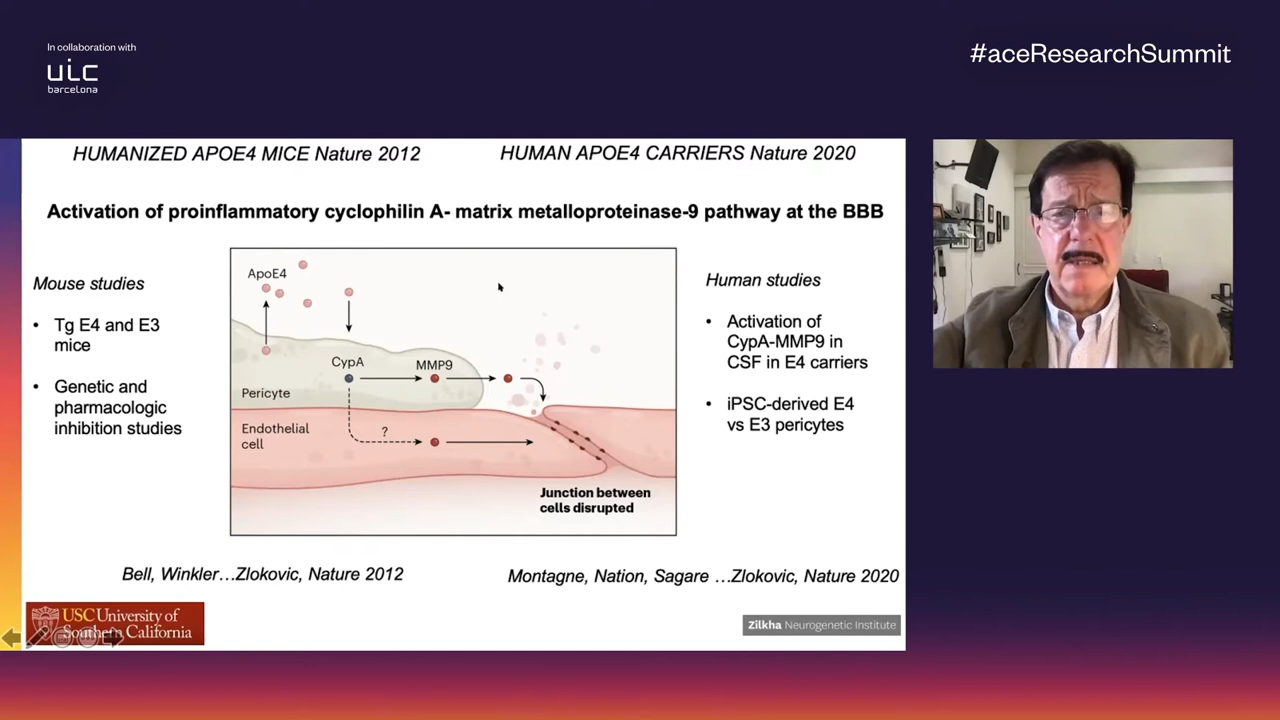 In collaboration with
uic
barcelona
#aceResearchSummit
HUMANIZED APOE4 MICE Nature 2012
HUMAN APOE4 CARRIERS Nature 2020
Activation of proinflammatory cyclophilin A- matrix metalloproteinase-9 pathway at the BBB
Mouse studies
• Tg E4 and E3
mice
• Genetic and
pharmacologic
inhibition studies
ApoE4
CypA
MMP9
Pericyte
Endothelial
cell
?
Junction between
cells disrupted
Human studies
• Activation of
CypA-MMP9 in
CSF in E4 carriers
• iPSC-derived E4
vs E3 pericytes
Bell, Winkler…Zlokovic, Nature 2012
Montagne, Nation, Sagare …Zlokovic, Nature 2020
USC University of
Southern California
Zilkha Neurogenetic Institute